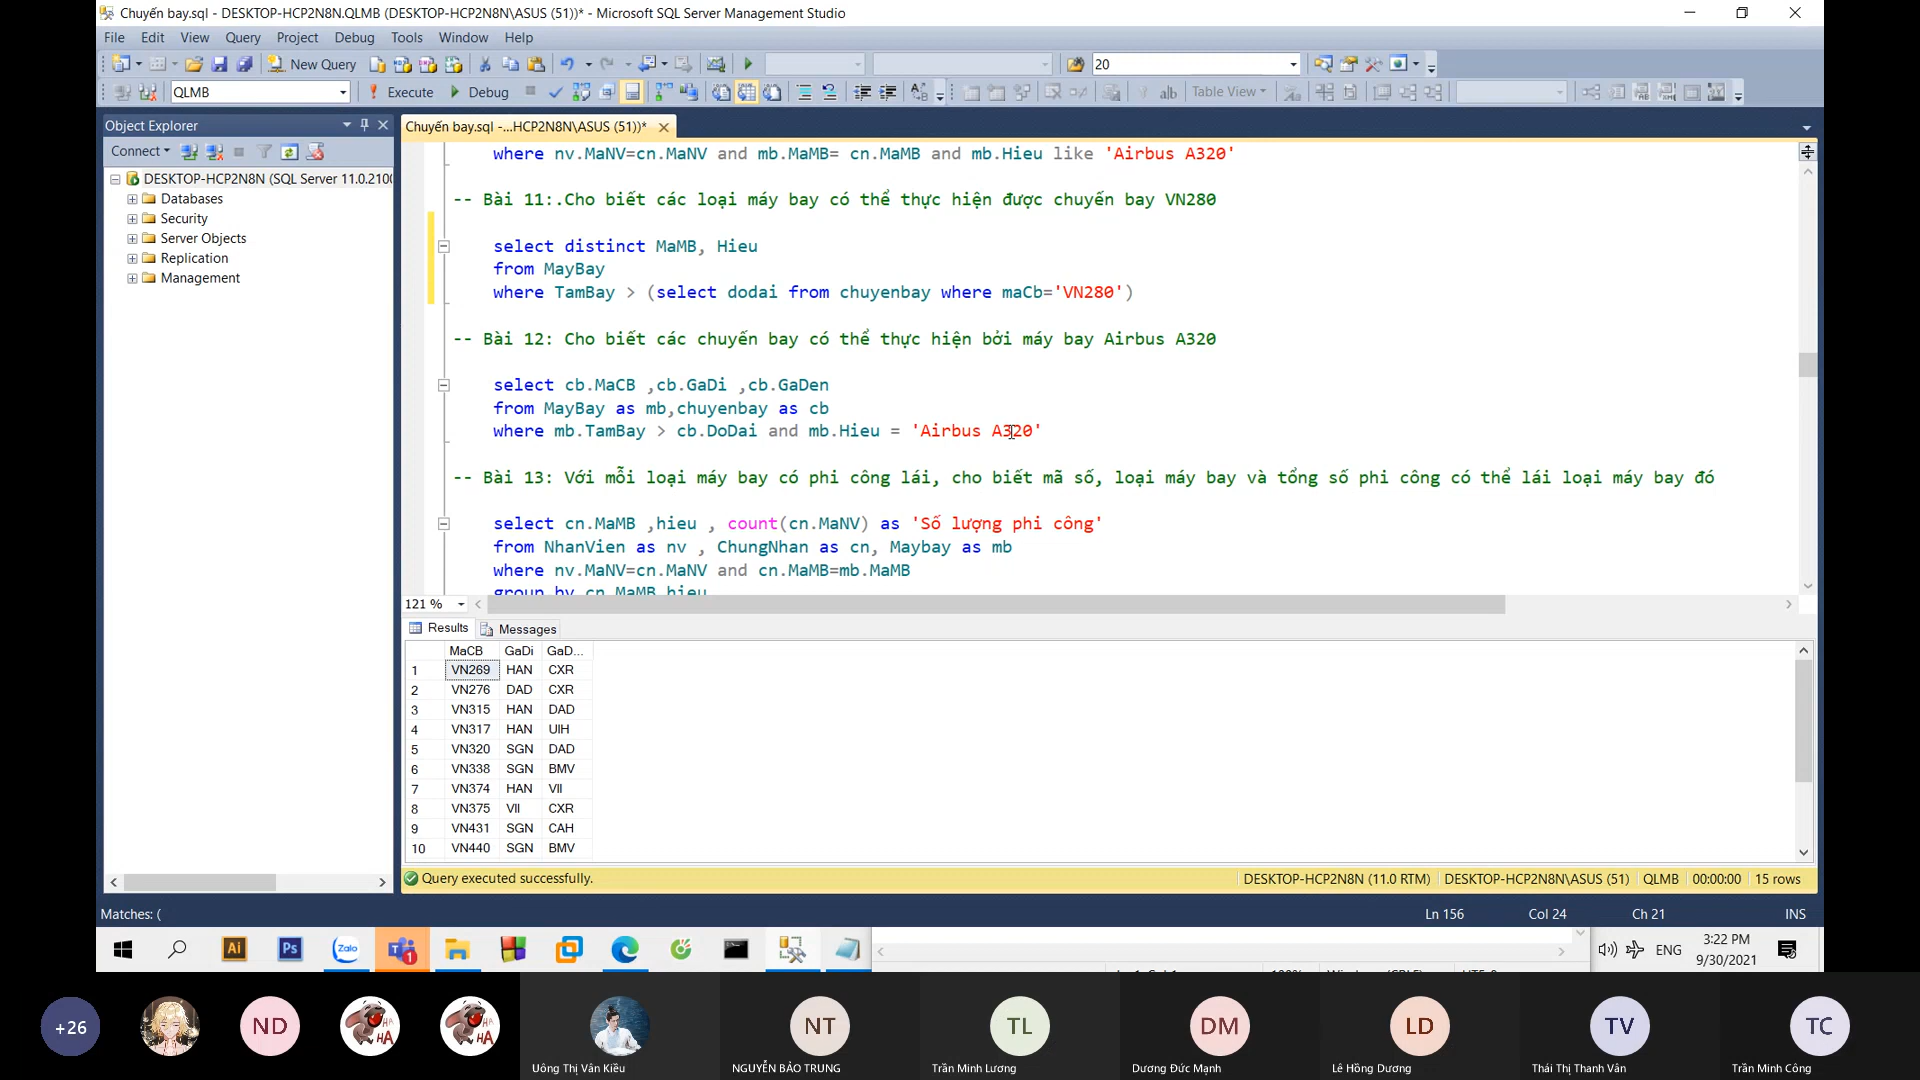 Chuyến bay.sql - DESKTOP-HCP2N8N.QLMB (DESKTOP-HCP2N8N\ASUS (51))* - Microsoft SQL Server Management Studio
File Edit View Query Project Debug Tools Window Help
New Query 20
QLMB Execute Debug Table View
Object Explorer
Connect
DESKTOP-HCP2N8N (SQL Server 11.0.2100
Databases
Security
Server Objects
Replication
Management
Chuyến bay.sql -...HCP2N8N\ASUS (51))*
where nv.MaNV=cn.MaNV and mb.MaMB= cn.MaMB and mb.Hieu like 'Airbus A320'
-- Bài 11:.Cho biết các loại máy bay có thể thực hiện được chuyến bay VN280
select distinct MaMB, Hieu
from MayBay
where TamBay > (select dodai from chuyenbay where maCb='VN280')
-- Bài 12: Cho biết các chuyến bay có thể thực hiện bởi máy bay Airbus A320
select cb.MaCB ,cb.GaDi ,cb.GaDen
from MayBay as mb,chuyenbay as cb
where mb.TamBay > cb.DoDai and mb.Hieu = 'Airbus A320'
-- Bài 13: Với mỗi loại máy bay có phi công lái, cho biết mã số, loại máy bay và tổng số phi công có thể lái loại máy bay đó
select cn.MaMB ,hieu , count(cn.MaNV) as 'Số lượng phi công'
from NhanVien as nv , ChungNhan as cn, Maybay as mb
where nv.MaNV=cn.MaNV and cn.MaMB=mb.MaMB
group by cn.MaMB,hieu
121 %
Results Messages
MaCB GaDi GaD...
1 VN269 HAN CXR
2 VN276 DAD CXR
3 VN315 HAN DAD
4 VN317 HAN UIH
5 VN320 SGN DAD
6 VN338 SGN BMV
7 VN374 HAN VII
8 VN375 VII CXR
9 VN431 SGN CAH
10 VN440 SGN BMV
Query executed successfully. DESKTOP-HCP2N8N (11.0 RTM) DESKTOP-HCP2N8N\ASUS (51) QLMB 00:00:00 15 rows
Matches: ( Ln 156 Col 24 Ch 21 INS
Ai Ps Zalo T 1 ENG 3:22 PM
9/30/2021
+26 ND HA HA NT TL DM LD TV TC
Uông Thị Vân Kiều NGUYỄN BẢO TRUNG Trần Minh Lương Dương Đức Mạnh Lê Hồng Dương Thái Thị Thanh Vân Trần Minh Công